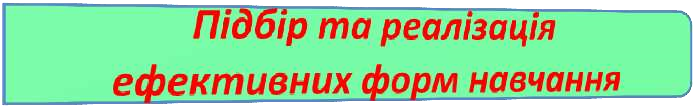 Підбір та реалізація
ефективних форм навчання